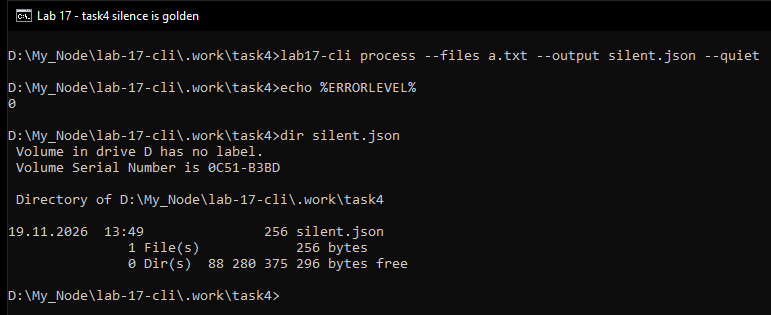 Lab 17 - task4 silence is golden
D:\My_Node\lab-17-cli\.work\task4>lab17-cli process --files a.txt --output silent.json --quiet
D:\My_Node\lab-17-cli\.work\task4>echo %ERRORLEVEL%
0
D:\My_Node\lab-17-cli\.work\task4>dir silent.json
 Volume in drive D has no label.
 Volume Serial Number is 0C51-B3BD
 Directory of D:\My_Node\lab-17-cli\.work\task4
19.11.2026  13:49               256 silent.json
               1 File(s)            256 bytes
               0 Dir(s)  88 280 375 296 bytes free
D:\My_Node\lab-17-cli\.work\task4>